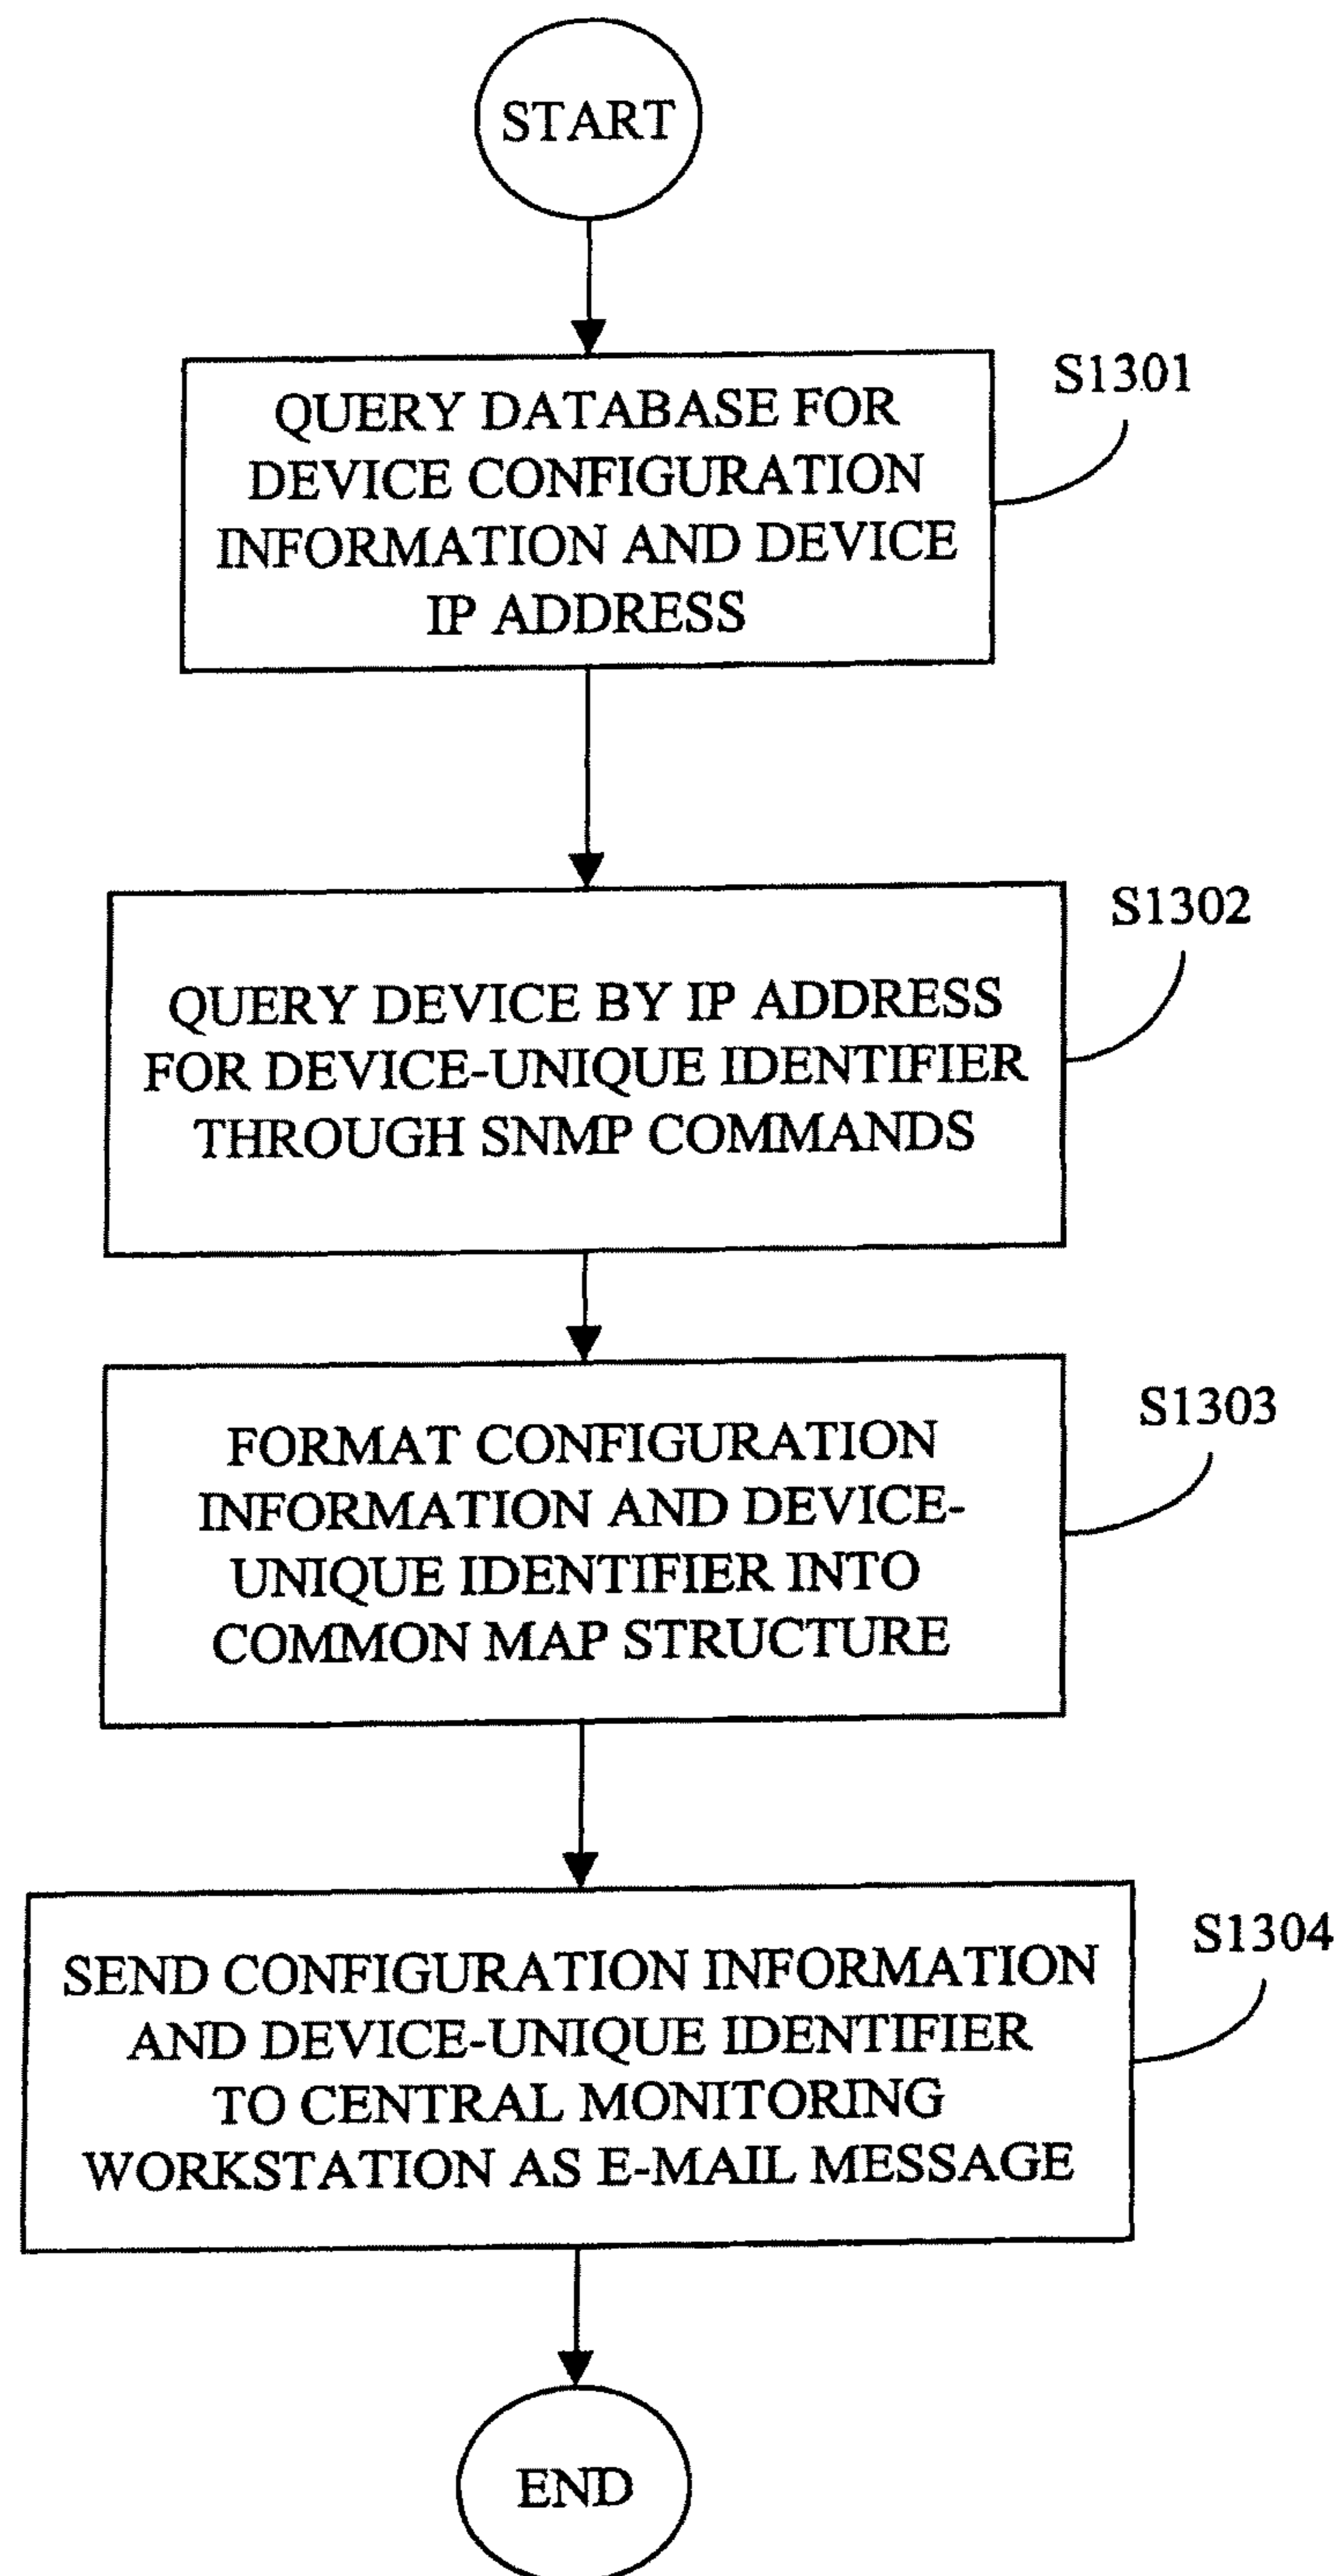 START
S1301
QUERY DATABASE FOR
DEVICE CONFIGURATION
INFORMATION AND DEVICE
IP ADDRESS
S1302
QUERY DEVICE BY IP ADDRESS
FOR DEVICE-UNIQUE IDENTIFIER
THROUGH SNMP COMMANDS
S1303
FORMAT CONFIGURATION
INFORMATION AND DEVICE-
UNIQUE IDENTIFIER INTO
COMMON MAP STRUCTURE
S1304
SEND CONFIGURATION INFORMATION
AND DEVICE-UNIQUE IDENTIFIER
TO CENTRAL MONITORING
WORKSTATION AS E-MAIL MESSAGE
END